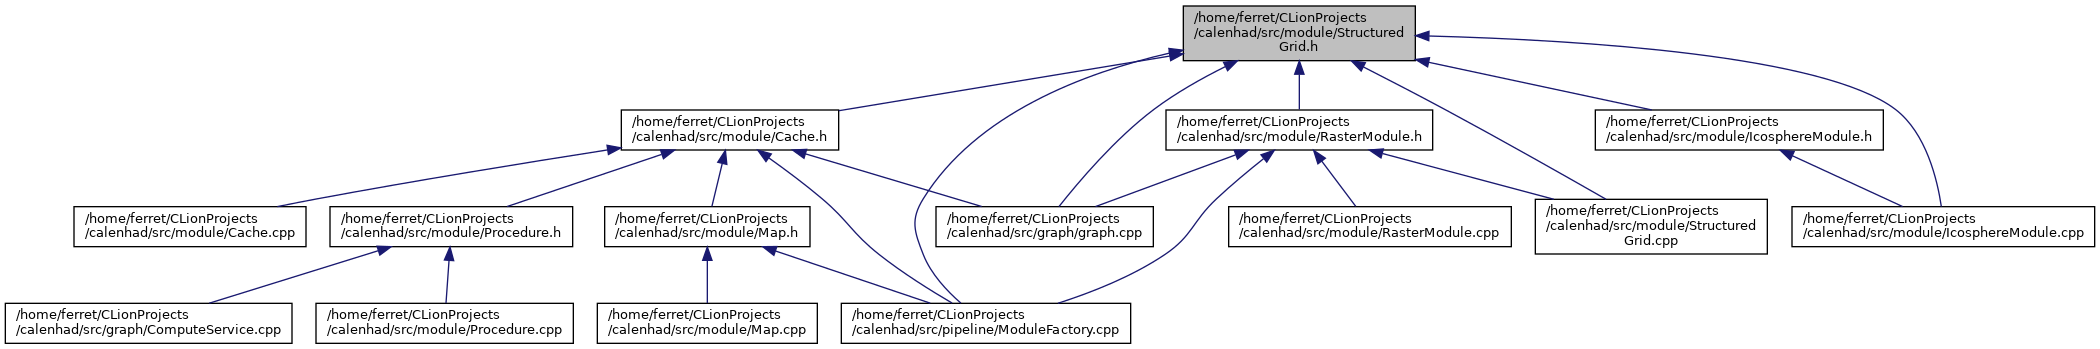 /home/ferret/CLionProjects
/calenhad/src/module/Structured
Grid.h
/home/ferret/CLionProjects
/calenhad/src/module/Cache.h
/home/ferret/CLionProjects
/calenhad/src/module/RasterModule.h
/home/ferret/CLionProjects
/calenhad/src/module/IcosphereModule.h
/home/ferret/CLionProjects
/calenhad/src/module/Cache.cpp
/home/ferret/CLionProjects
/calenhad/src/module/Procedure.h
/home/ferret/CLionProjects
/calenhad/src/module/Map.h
/home/ferret/CLionProjects
/calenhad/src/graph/graph.cpp
/home/ferret/CLionProjects
/calenhad/src/module/RasterModule.cpp
/home/ferret/CLionProjects
/calenhad/src/module/Structured
Grid.cpp
/home/ferret/CLionProjects
/calenhad/src/module/IcosphereModule.cpp
/home/ferret/CLionProjects
/calenhad/src/graph/ComputeService.cpp
/home/ferret/CLionProjects
/calenhad/src/module/Procedure.cpp
/home/ferret/CLionProjects
/calenhad/src/module/Map.cpp
/home/ferret/CLionProjects
/calenhad/src/pipeline/ModuleFactory.cpp